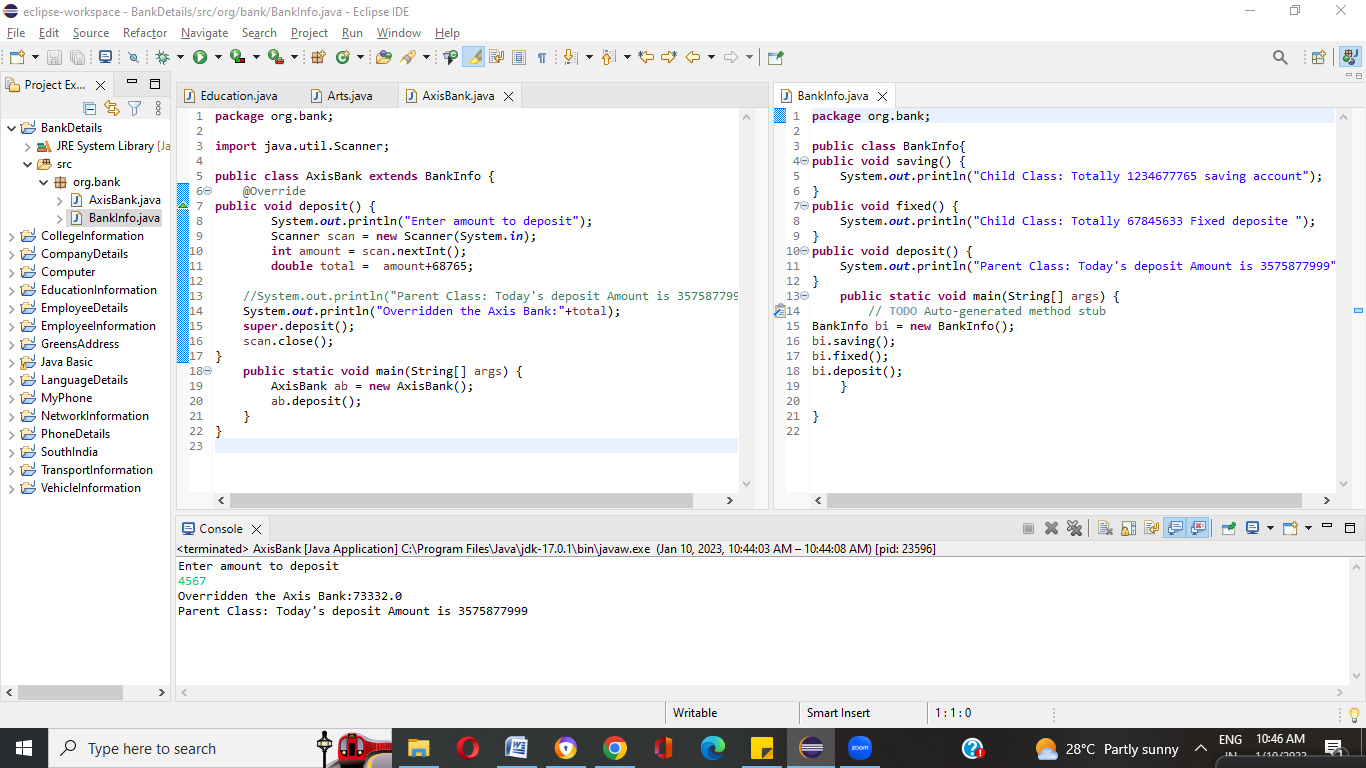 eclipse-workspace - BankDetails/src/org/bank/BankInfo.java - Eclipse IDE
File Edit Source Refactor Navigate Search Project Run Window Help
Project Ex...
BankDetails
JRE System Library [Ja
src
org.bank
AxisBank.java
BankInfo.java
CollegeInformation
CompanyDetails
Computer
EducationInformation
EmployeeDetails
EmployeeInformation
GreensAddress
Java Basic
LanguageDetails
MyPhone
NetworkInformation
PhoneDetails
SouthIndia
TransportInformation
VehicleInformation
Education.java Arts.java AxisBank.java
1 package org.bank;
2
3 import java.util.Scanner;
4
5 public class AxisBank extends BankInfo {
6 @Override
7 public void deposit() {
8 System.out.println("Enter amount to deposit");
9 Scanner scan = new Scanner(System.in);
10 int amount = scan.nextInt();
11 double total =  amount+68765;
12
13 //System.out.println("Parent Class: Today's deposit Amount is 357587799
14 System.out.println("Overridden the Axis Bank:"+total);
15 super.deposit();
16 scan.close();
17 }
18 public static void main(String[] args) {
19 AxisBank ab = new AxisBank();
20 ab.deposit();
21 }
22 }
23
BankInfo.java
1 package org.bank;
2
3 public class BankInfo{
4 public void saving() {
5 System.out.println("Child Class: Totally 1234677765 saving account");
6 }
7 public void fixed() {
8 System.out.println("Child Class: Totally 67845633 Fixed deposite ");
9 }
10 public void deposit() {
11 System.out.println("Parent Class: Today's deposit Amount is 3575877999"
12 }
13 public static void main(String[] args) {
14 // TODO Auto-generated method stub
15 BankInfo bi = new BankInfo();
16 bi.saving();
17 bi.fixed();
18 bi.deposit();
19 }
20
21 }
22
Console
<terminated> AxisBank [Java Application] C:\Program Files\Java\jdk-17.0.1\bin\javaw.exe (Jan 10, 2023, 10:44:03 AM – 10:44:08 AM) [pid: 23596]
Enter amount to deposit
4567
Overridden the Axis Bank:73332.0
Parent Class: Today's deposit Amount is 3575877999
Writable Smart Insert 1 : 1 : 0
Type here to search
zoom
28°C Partly sunny
ENG
IN
10:46 AM
1/10/2023
1